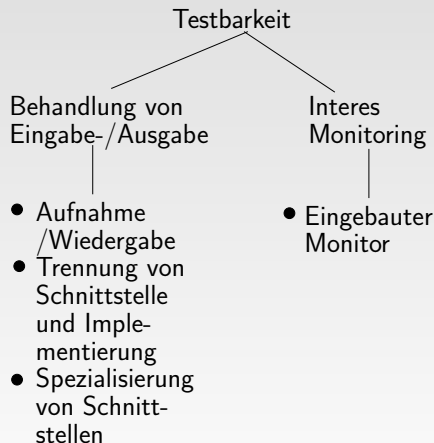 Testbarkeit
Behandlung von
Eingabe-/Ausgabe
Interes
Monitoring
• Aufnahme
/Wiedergabe
• Trennung von
Schnittstelle
und Imple-
mentierung
• Spezialisierung
von Schnitt-
stellen
• Eingebauter
Monitor